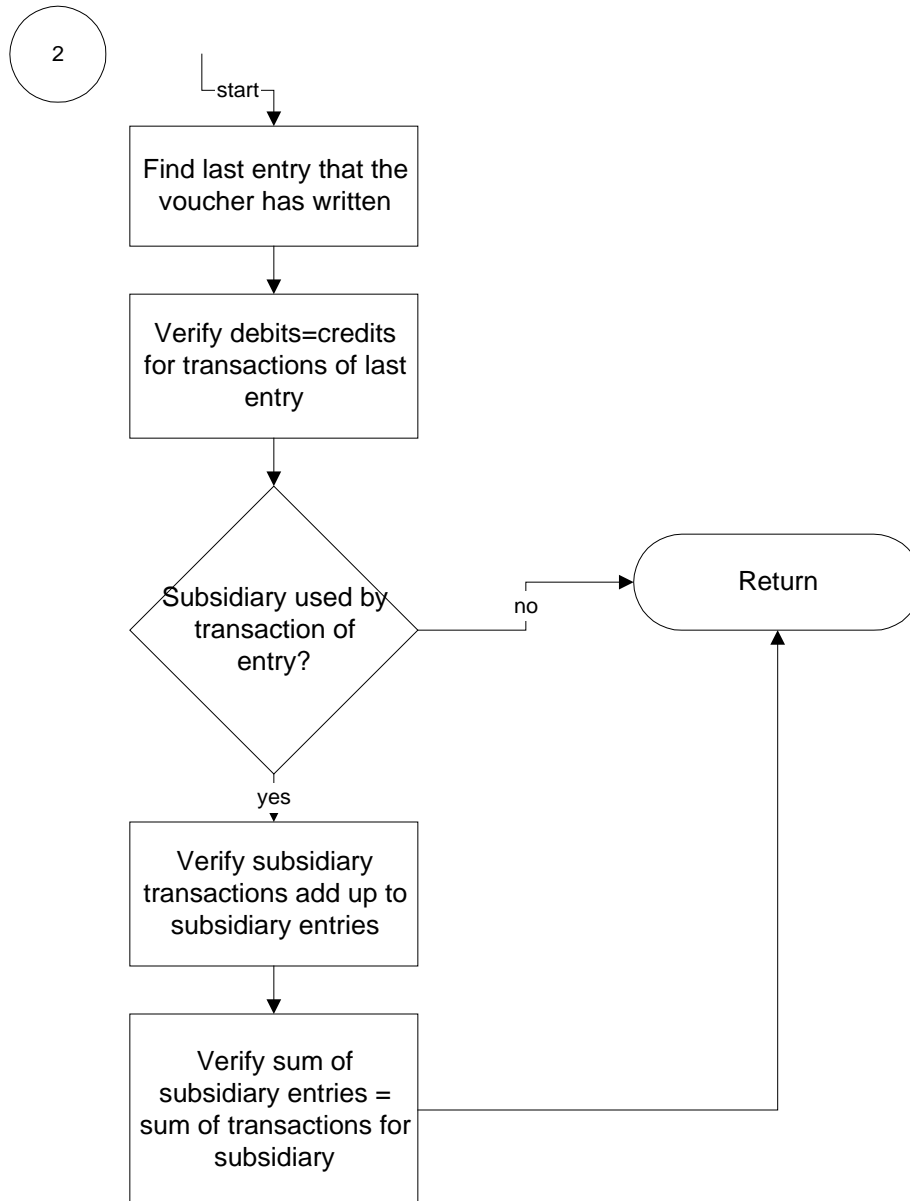 2
start
Find last entry that the
voucher has written
Verify debits=credits
for transactions of last
entry
Subsidiary used by
transaction of
entry?
no
Return
yes
Verify subsidiary
transactions add up to
subsidiary entries
Verify sum of
subsidiary entries =
sum of transactions for
subsidiary